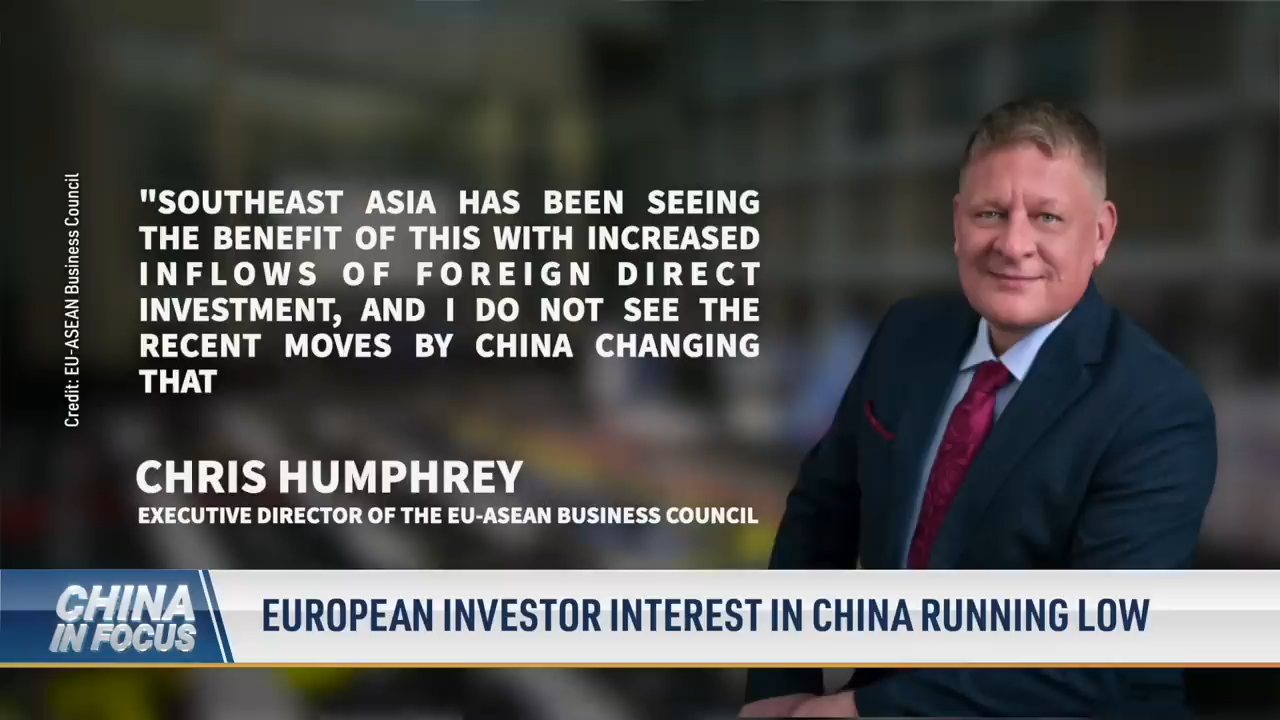 Credit: EU-ASEAN Business Council
"SOUTHEAST ASIA HAS BEEN SEEING
THE BENEFIT OF THIS WITH INCREASED
INFLOWS OF FOREIGN DIRECT
INVESTMENT, AND I DO NOT SEE THE
RECENT MOVES BY CHINA CHANGING
THAT
CHRIS HUMPHREY
EXECUTIVE DIRECTOR OF THE EU-ASEAN BUSINESS COUNCIL
CHINA
IN FOCUS
EUROPEAN INVESTOR INTEREST IN CHINA RUNNING LOW